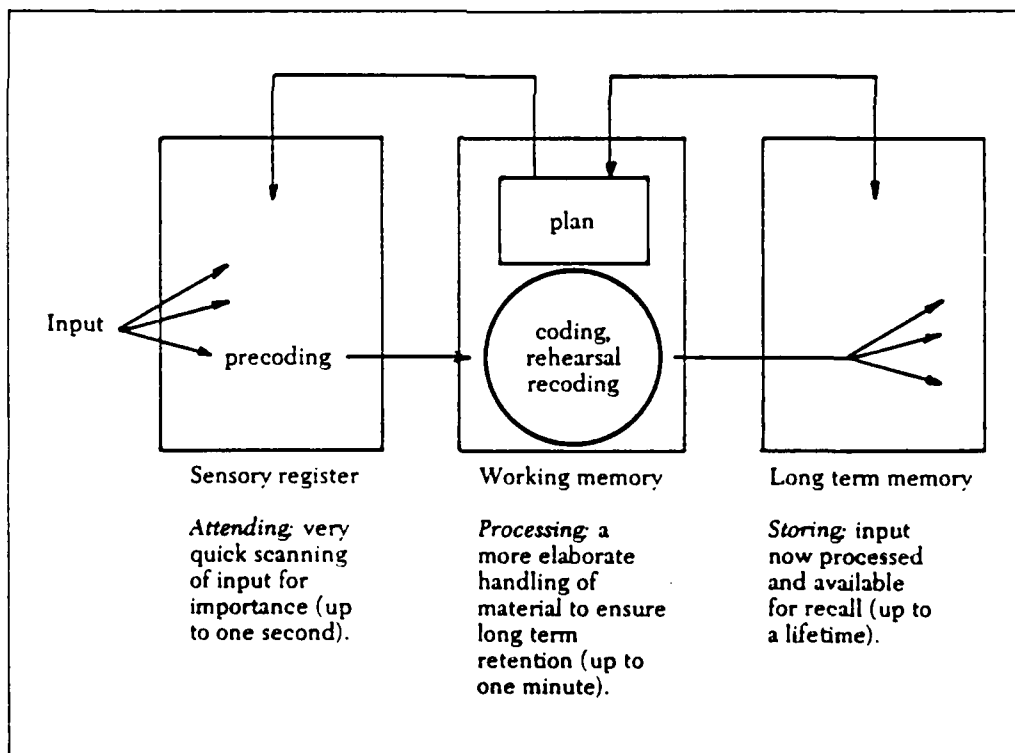 plan
Input
precoding
coding,
rehearsal
recoding
Sensory register
Attending; very
quick scanning
of input for
importance (up
to one second).
Working memory
Processing; a
more elaborate
handling of
material to ensure
long term
retention (up to
one minute).
Long term memory
Storing; input
now processed
and available
for recall (up to
a lifetime).